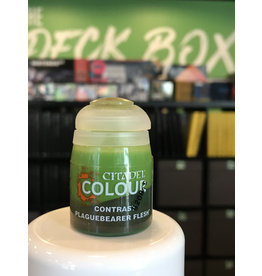 DECK BOX
CITADEL
COLOUR
CONTRAST
PLAGUEBEARER FLESH